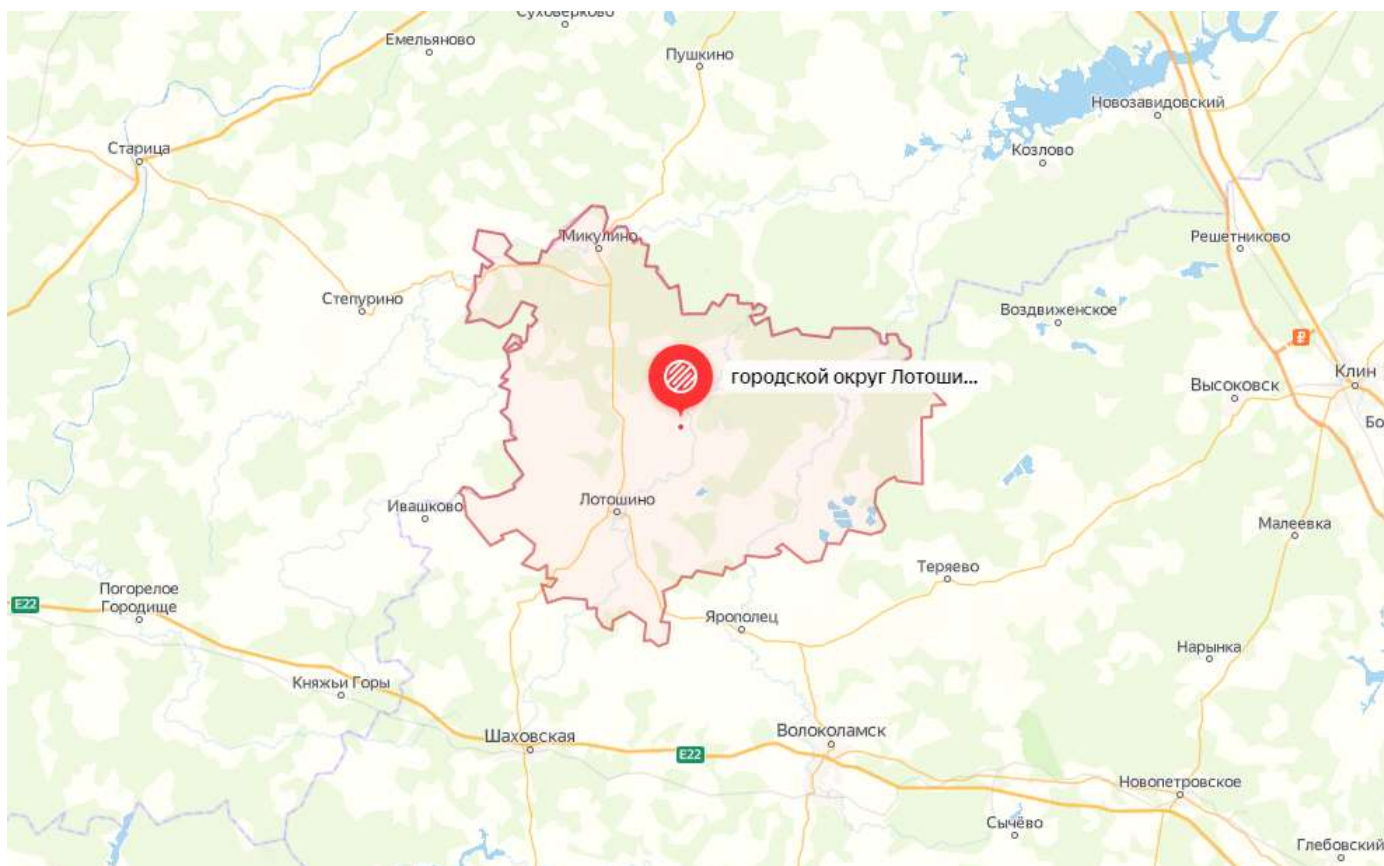 Суховерково
Емельяново
Пушкино
Новозавидовский
Старица
Козлово
Микулино
Решетниково
Степурино
Воздвиженское
₽
городской округ Лотоши...
Клин
Высоковск
Бо
Ивашково
Лотошино
Малеевка
Теряево
Погорелое
Городище
E22
Ярополец
Нарынка
Княжьи Горы
Шаховская
Волоколамск
E22
Новопетровское
Сычёво
Глебовский